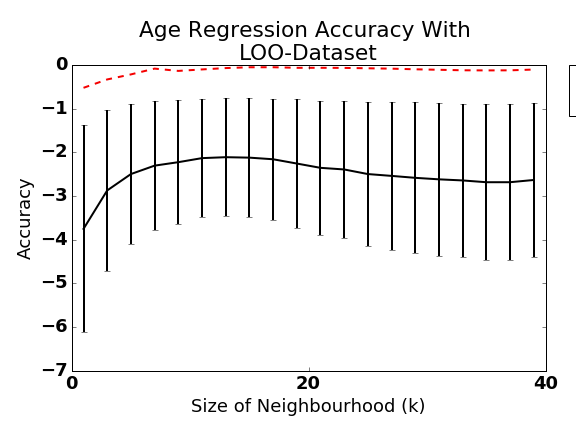 Age Regression Accuracy With
LOO-Dataset
0
−1
−2
−3
−4
−5
−6
−7
Accuracy
0 20 40
Size of Neighbourhood (k)